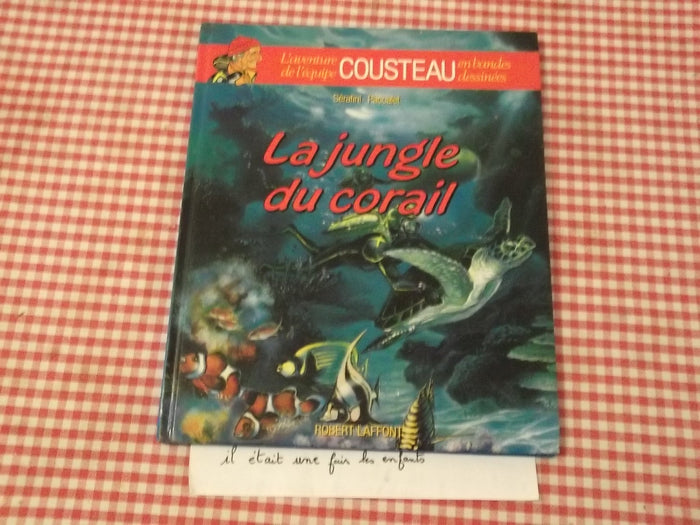 L'aventure
de l'équipe
COUSTEAU
en bandes
dessinées
Sérafini Paccalet
La jungle
du corail
ROBERT LAFFONT
il était une fois les enfants